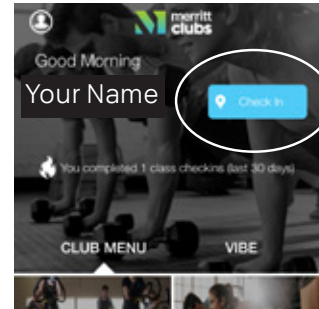 merritt
clubs
Good Morning
Your Name
Check In
You completed 1 class checkins (last 30 days)
CLUB MENU
VIBE